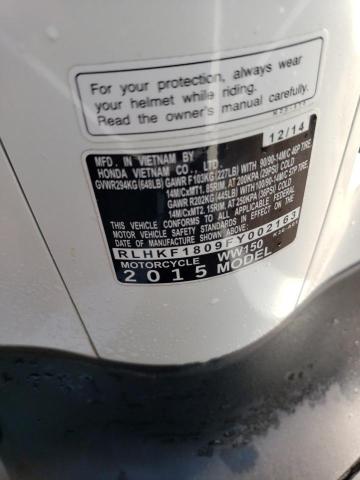 For your protection, always wear
your helmet while riding.
Read the owner's manual carefully.
12/14
MFD. IN VIETNAM BY
HONDA VIETNAM CO., LTD.
GVWR294KG(648LB) GAWR F103KG(227LB)WITH 90/90-14M/C 46P TIRE,
14M/CxMT1.85RIM, AT 200KPA(29PSI) COLD
GAWR R202KG(445LB)WITH 100/90-14M/C 57P TIRE,
14M/CxMT2.15RIM, AT 250KPA(36PSI) COLD
THIS VEHICLE CONFORMS TO ALL APPLICABLE FEDERAL MOTOR
VEHICLE SAFETY STANDARDS IN EFFECT ON THE
DATE OF MANUFACTURE SHOWN ABOVE.
RLHKF1809FY002163
MOTORCYCLE WW150
2015 MODEL